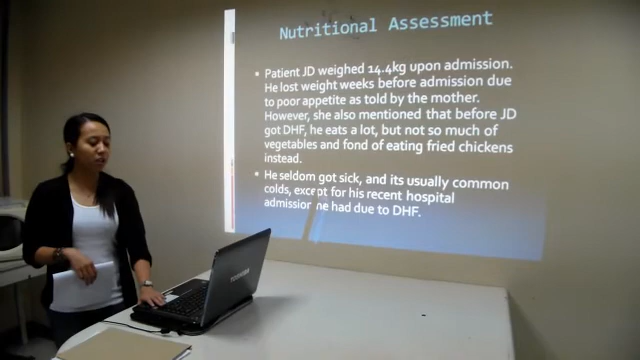 Nutritional Assessment
Patient JD weighed 14.4kg upon admission.
He lost weight weeks before admission due
to poor appetite as told by the mother.
However, she also mentioned that before JD
got DHF, he eats a lot, but not so much of
vegetables and fond of eating fried chickens
instead.
He seldom got sick, and its usually common
colds, except for his recent hospital
admission he had due to DHF.
TOSHIBA